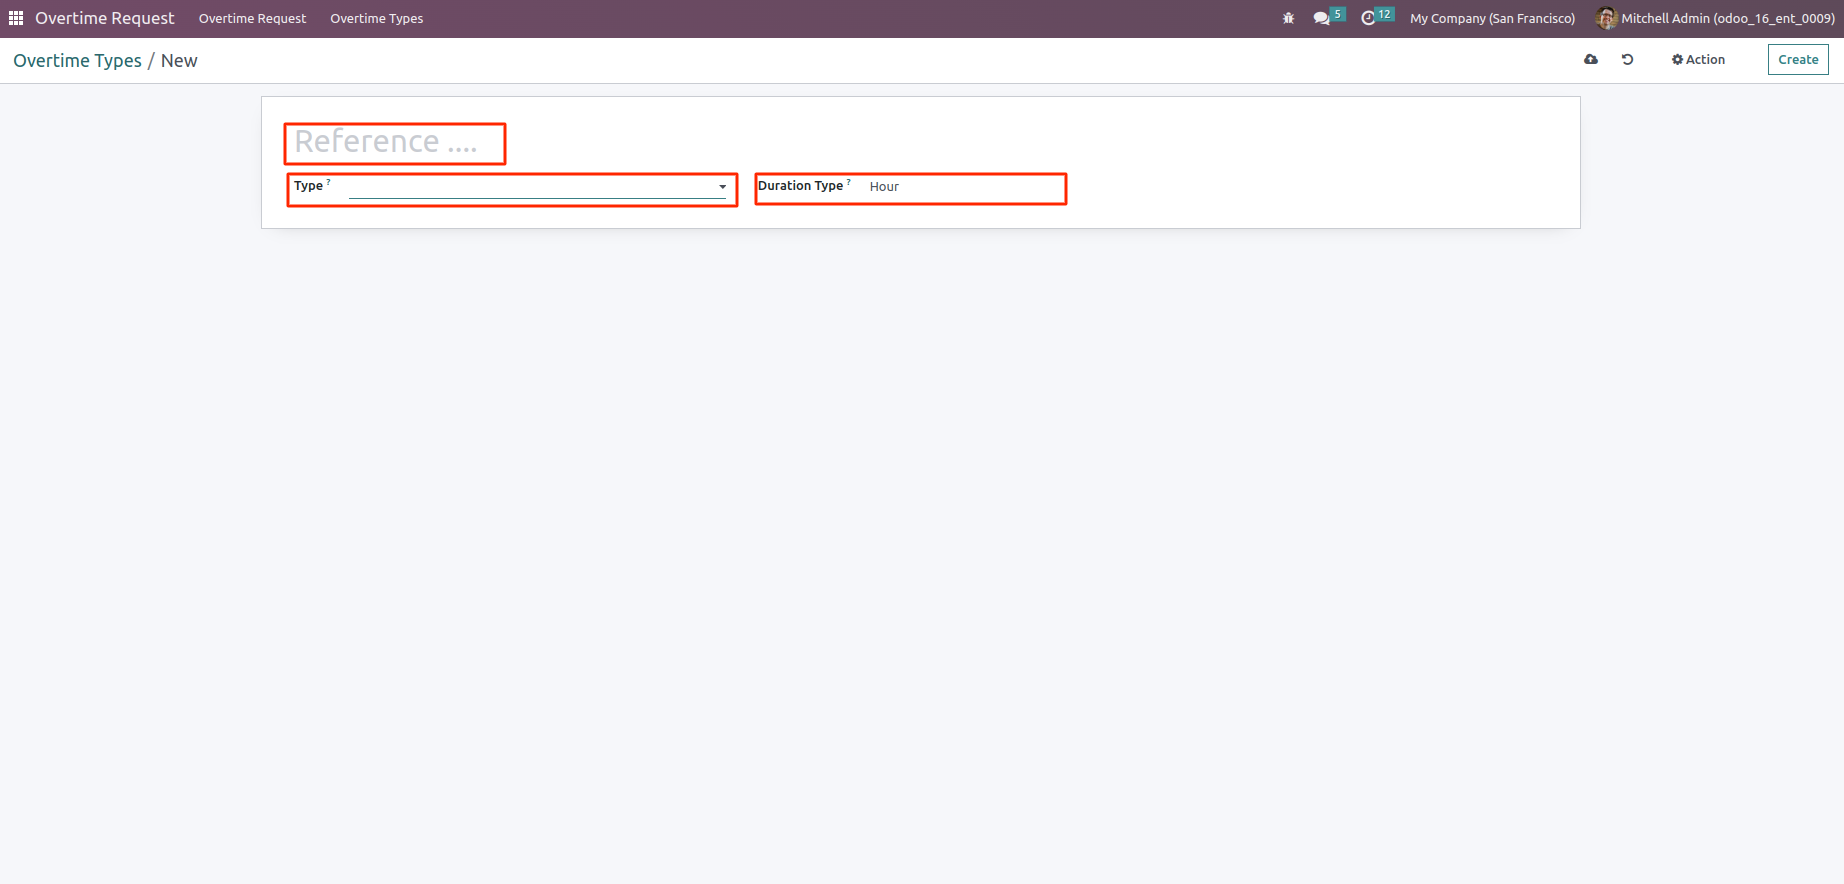 Overtime Request Overtime Request Overtime Types 5 12 My Company (San Francisco) Mitchell Admin (odoo_16_ent_0009)
Overtime Types / New Action Create
Reference ....
Type ? Duration Type ? Hour